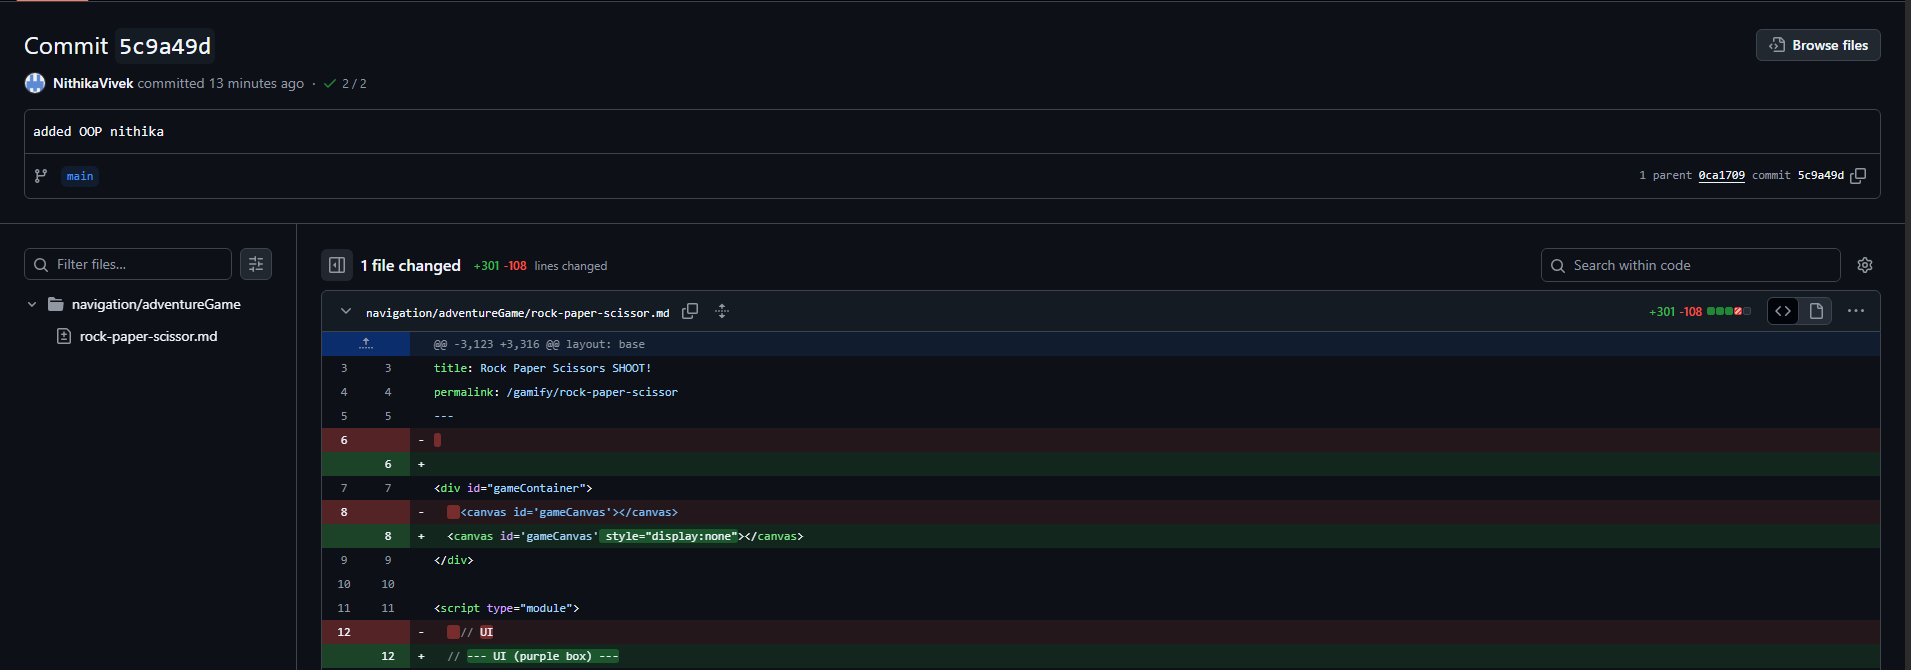 Commit 5c9a49d
Browse files
NithikaVivek committed 13 minutes ago · 2 / 2
added OOP nithika
main
1 parent 0ca1709 commit 5c9a49d
Filter files...
navigation/adventureGame
rock-paper-scissor.md
1 file changed +301 -108 lines changed
Search within code
navigation/adventureGame/rock-paper-scissor.md
+301 -108
@@ -3,123 +3,316 @@ layout: base
3 3 title: Rock Paper Scissors SHOOT!
4 4 permalink: /gamify/rock-paper-scissor
5 5 ---
6 -
6 +
7 7 <div id="gameContainer">
8 - <canvas id='gameCanvas'></canvas>
8 + <canvas id='gameCanvas' style="display:none"></canvas>
9 9 </div>
10 10
11 11 <script type="module">
12 - // UI
12 + // --- UI (purple box) ---